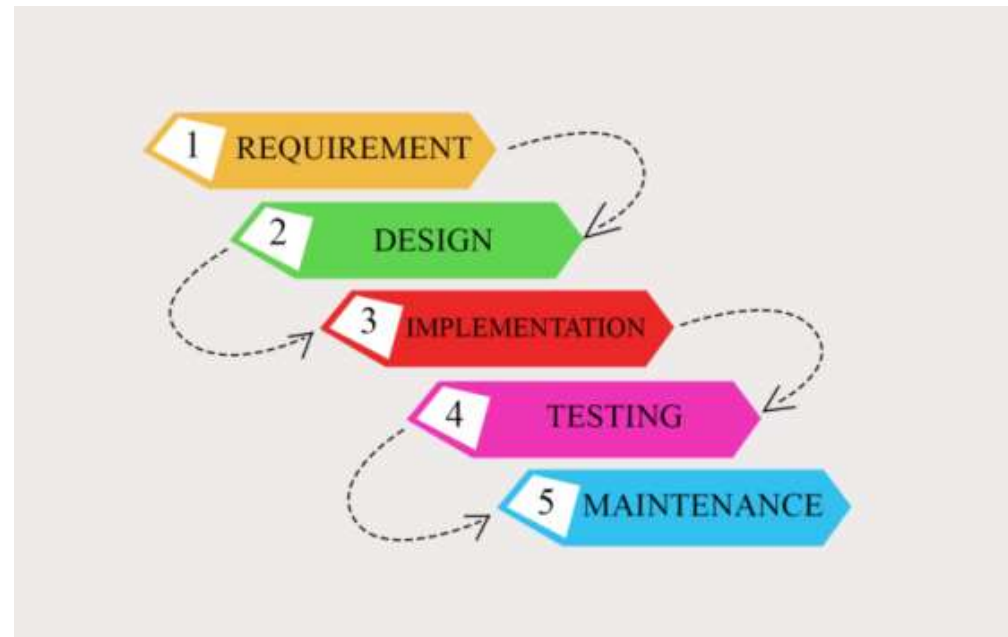 1 REQUIREMENT
2 DESIGN
3 IMPLEMENTATION
4 TESTING
5 MAINTENANCE